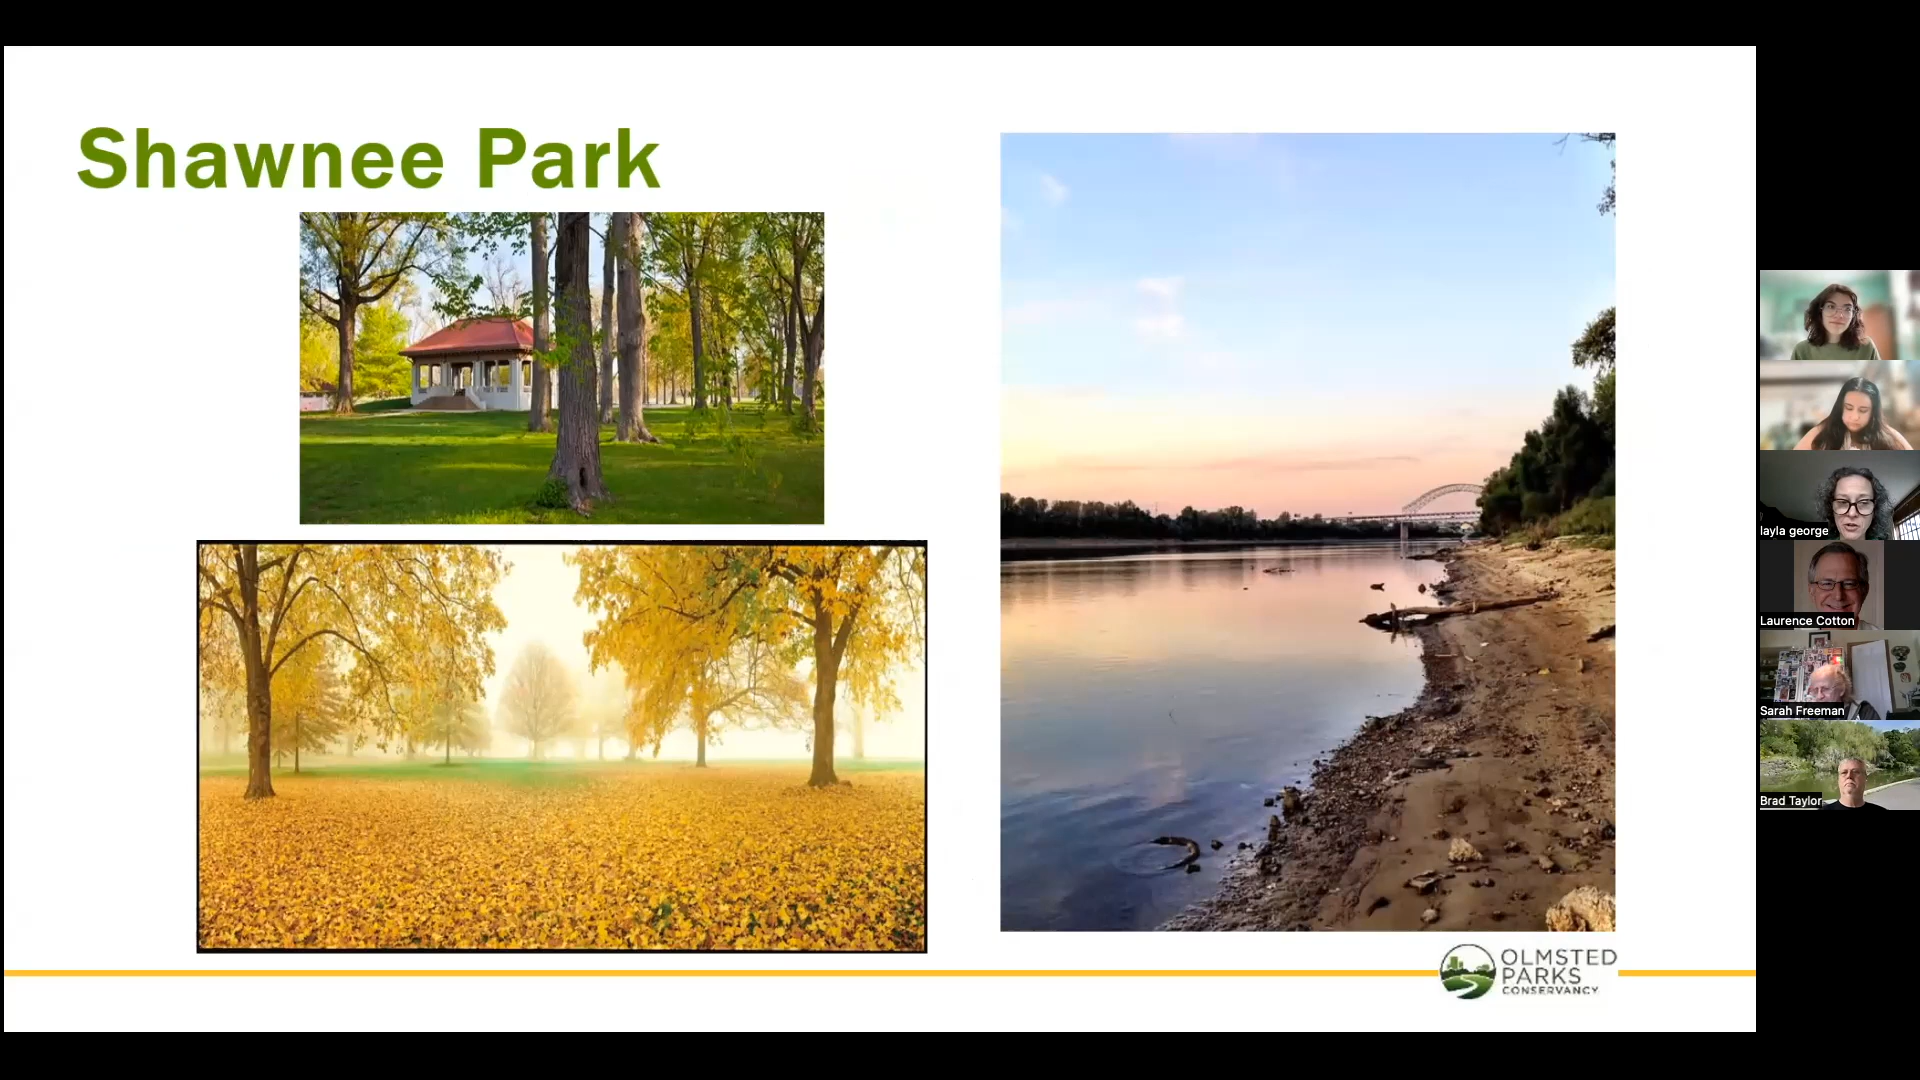 Shawnee Park
OLMSTED
PARKS
CONSERVANCY
layla george
Laurence Cotton
Sarah Freeman
Brad Taylor